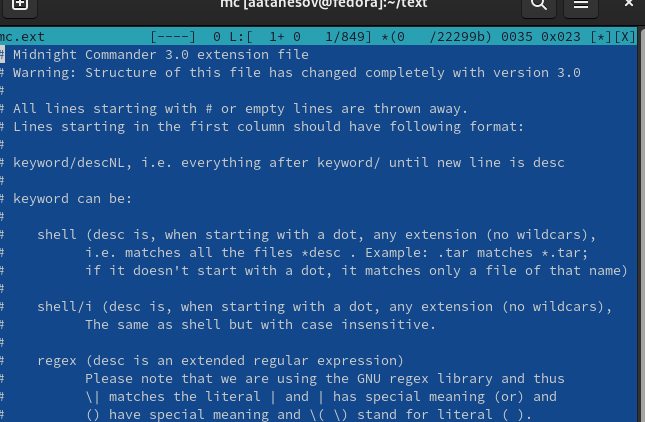 mc [aatanesov@fedora]:~/text
mc.ext [----] 0 L:[ 1+ 0 1/849] *(0 /22299b) 0035 0x023 [*][X]
# Midnight Commander 3.0 extension file
# Warning: Structure of this file has changed completely with version 3.0
#
# All lines starting with # or empty lines are thrown away.
# Lines starting in the first column should have following format:
#
# keyword/descNL, i.e. everything after keyword/ until new line is desc
#
# keyword can be:
#
#    shell (desc is, when starting with a dot, any extension (no wildcars),
#          i.e. matches all the files *desc . Example: .tar matches *.tar;
#          if it doesn't start with a dot, it matches only a file of that name)
#
#    shell/i (desc is, when starting with a dot, any extension (no wildcars),
#          The same as shell but with case insensitive.
#
#    regex (desc is an extended regular expression)
#          Please note that we are using the GNU regex library and thus
#          \| matches the literal | and | has special meaning (or) and
#          () have special meaning and \( \) stand for literal ( ).